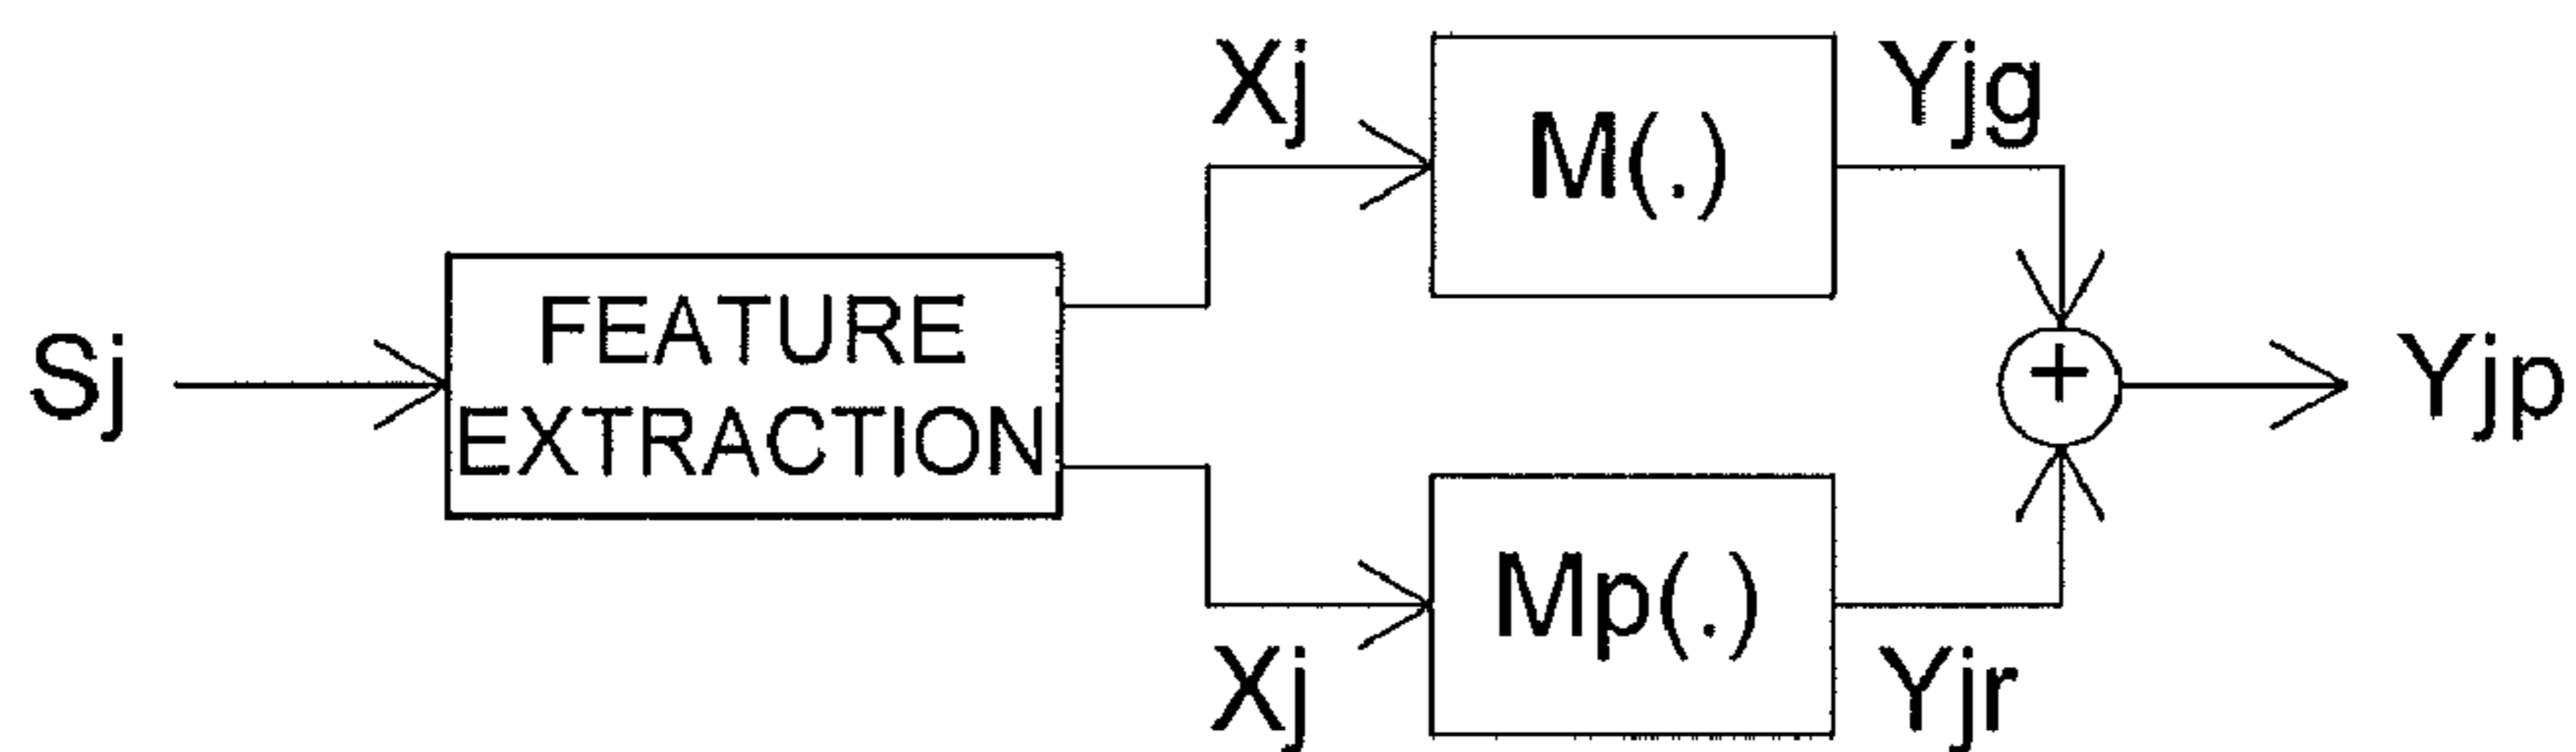 Xj
M(.)
Yjg
Sj
FEATURE
EXTRACTION
+
Yjp
Xj
Mp(.)
Yjr